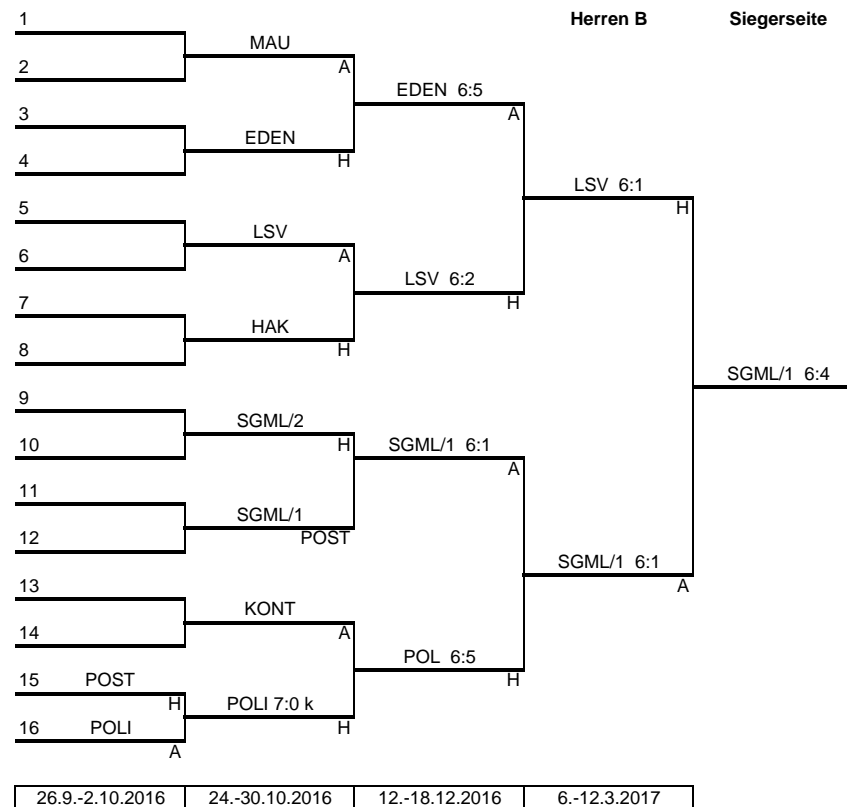 1 Herren B Siegerseite
MAU
2 A
EDEN 6:5
3 A
EDEN
4 H
LSV 6:1
5 H
LSV
6 A
LSV 6:2
7 H
HAK
8 H
SGML/1 6:4
9
SGML/2
10 H SGML/1 6:1
A
11
SGML/1
12 POST
SGML/1 6:1
13 A
KONT
14 A
POL 6:5
15 POST H
H POLI 7:0 k
16 POLI H
A
26.9.-2.10.2016 24.-30.10.2016 12.-18.12.2016 6.-12.3.2017